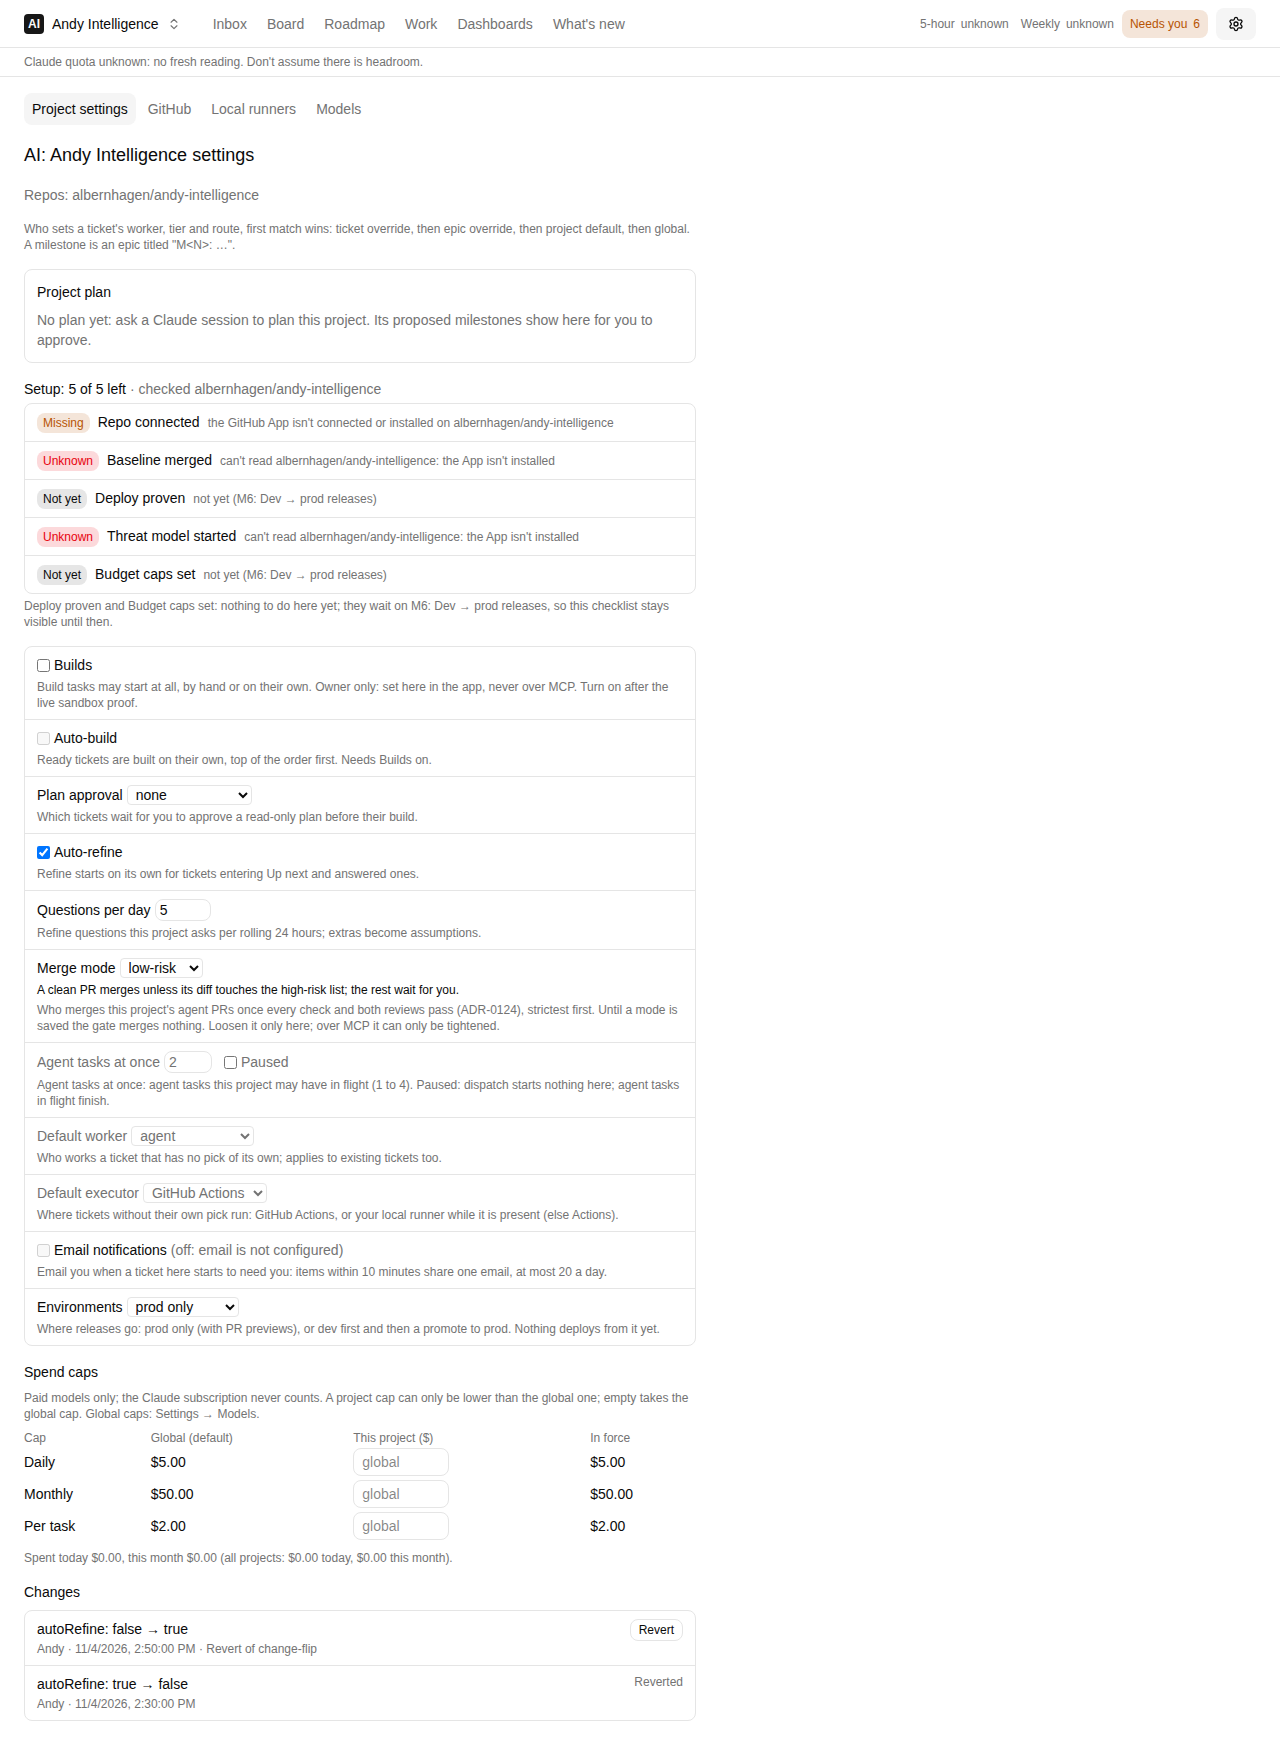 AI Andy Intelligence Inbox Board Roadmap Work Dashboards What's new 5-hour unknown Weekly unknown Needs you 6
Claude quota unknown: no fresh reading. Don't assume there is headroom.
Project settings GitHub Local runners Models
AI: Andy Intelligence settings
Repos: albernhagen/andy-intelligence
Who sets a ticket's worker, tier and route, first match wins: ticket override, then epic override, then project default, then global.
A milestone is an epic titled "M<N>: …".
Project plan
No plan yet: ask a Claude session to plan this project. Its proposed milestones show here for you to
approve.
Setup: 5 of 5 left · checked albernhagen/andy-intelligence
Missing Repo connected the GitHub App isn't connected or installed on albernhagen/andy-intelligence
Unknown Baseline merged can't read albernhagen/andy-intelligence: the App isn't installed
Not yet Deploy proven not yet (M6: Dev → prod releases)
Unknown Threat model started can't read albernhagen/andy-intelligence: the App isn't installed
Not yet Budget caps set not yet (M6: Dev → prod releases)
Deploy proven and Budget caps set: nothing to do here yet; they wait on M6: Dev → prod releases, so this checklist stays
visible until then.
Builds
Build tasks may start at all, by hand or on their own. Owner only: set here in the app, never over MCP. Turn on after the
live sandbox proof.
Auto-build
Ready tickets are built on their own, top of the order first. Needs Builds on.
Plan approval none
Which tickets wait for you to approve a read-only plan before their build.
Auto-refine
Refine starts on its own for tickets entering Up next and answered ones.
Questions per day 5
Refine questions this project asks per rolling 24 hours; extras become assumptions.
Merge mode low-risk
A clean PR merges unless its diff touches the high-risk list; the rest wait for you.
Who merges this project's agent PRs once every check and both reviews pass (ADR-0124), strictest first. Until a mode is
saved the gate merges nothing. Loosen it only here; over MCP it can only be tightened.
Agent tasks at once 2 Paused
Agent tasks at once: agent tasks this project may have in flight (1 to 4). Paused: dispatch starts nothing here; agent tasks
in flight finish.
Default worker agent
Who works a ticket that has no pick of its own; applies to existing tickets too.
Default executor GitHub Actions
Where tickets without their own pick run: GitHub Actions, or your local runner while it is present (else Actions).
Email notifications (off: email is not configured)
Email you when a ticket here starts to need you: items within 10 minutes share one email, at most 20 a day.
Environments prod only
Where releases go: prod only (with PR previews), or dev first and then a promote to prod. Nothing deploys from it yet.
Spend caps
Paid models only; the Claude subscription never counts. A project cap can only be lower than the global one; empty takes the
global cap. Global caps: Settings → Models.
Cap Global (default) This project ($) In force
Daily $5.00 global $5.00
Monthly $50.00 global $50.00
Per task $2.00 global $2.00
Spent today $0.00, this month $0.00 (all projects: $0.00 today, $0.00 this month).
Changes
autoRefine: false → true Revert
Andy · 11/4/2026, 2:50:00 PM · Revert of change-flip
autoRefine: true → false Reverted
Andy · 11/4/2026, 2:30:00 PM